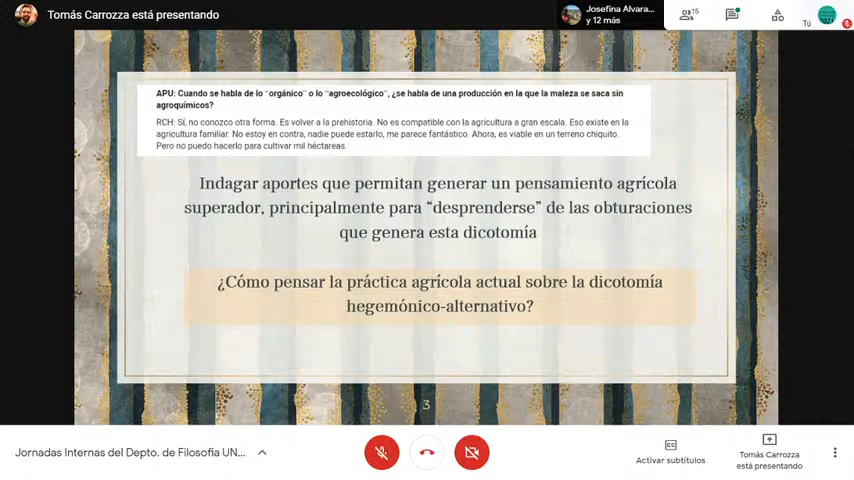 Tomás Carrozza está presentando
Josefina Alvara...
y 12 más
15
Tú
APU: Cuando se habla de lo "orgánico" o lo "agroecológico", ¿se habla de una producción en la que la maleza se saca sin
agroquímicos?
RCH: Sí, no conozco otra forma. Es volver a la prehistoria. No es compatible con la agricultura a gran escala. Eso existe en la
agricultura familiar. No estoy en contra, nadie puede estarlo, me parece fantástico. Ahora, es viable en un terreno chiquito.
Pero no puedo hacerlo para cultivar mil hectáreas.
Indagar aportes que permitan generar un pensamiento agrícola
superador, principalmente para “desprenderse” de las obturaciones
que genera esta dicotomía
¿Cómo pensar la práctica agrícola actual sobre la dicotomía
hegemónico-alternativo?
3
Jornadas Internas del Depto. de Filosofía UN...
Activar subtítulos
Tomás Carrozza
está presentando